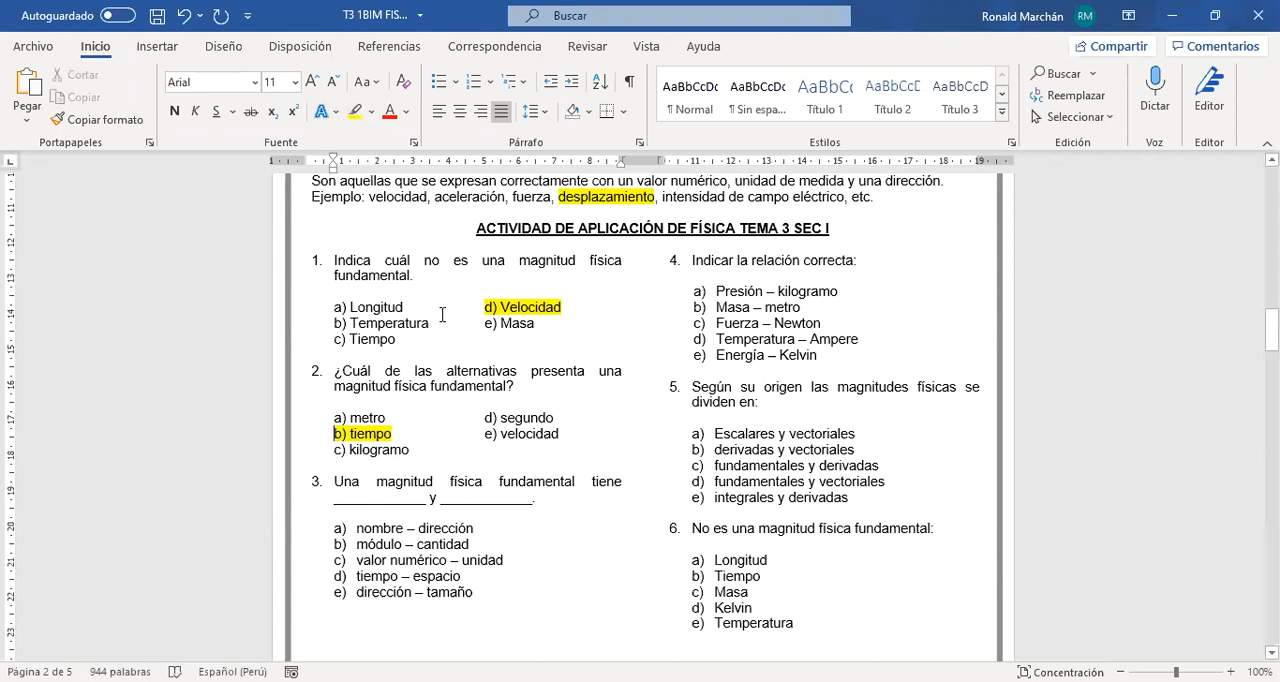 Autoguardado
T3 1BIM FIS...
Buscar
Ronald Marchán
RM
Archivo
Inicio
Insertar
Diseño
Disposición
Referencias
Correspondencia
Revisar
Vista
Ayuda
Compartir
Comentarios
Pegar
Cortar
Copiar
Copiar formato
Portapapeles
Arial
11
N K S ab x₂ x²
Fuente
Párrafo
AaBbCcDc
¶ Normal
AaBbCcDc
¶ Sin espa...
AaBbCc
Título 1
AaBbCcD
Título 2
AaBbCcD
Título 3
Estilos
Buscar
Reemplazar
Seleccionar
Edición
Dictar
Voz
Editor
Editor
Son aquellas que se expresan correctamente con un valor numérico, unidad de medida y una dirección.
Ejemplo: velocidad, aceleración, fuerza, desplazamiento, intensidad de campo eléctrico, etc.
ACTIVIDAD DE APLICACIÓN DE FÍSICA TEMA 3 SEC I
1. Indica cuál no es una magnitud física
fundamental.
a) Longitud
d) Velocidad
b) Temperatura
e) Masa
c) Tiempo
2. ¿Cuál de las alternativas presenta una
magnitud física fundamental?
a) metro
d) segundo
b) tiempo
e) velocidad
c) kilogramo
3. Una magnitud física fundamental tiene
_____________ y _____________.
a) nombre – dirección
b) módulo – cantidad
c) valor numérico – unidad
d) tiempo – espacio
e) dirección – tamaño
4. Indicar la relación correcta:
a) Presión – kilogramo
b) Masa – metro
c) Fuerza – Newton
d) Temperatura – Ampere
e) Energía – Kelvin
5. Según su origen las magnitudes físicas se
dividen en:
a) Escalares y vectoriales
b) derivadas y vectoriales
c) fundamentales y derivadas
d) fundamentales y vectoriales
e) integrales y derivadas
6. No es una magnitud física fundamental:
a) Longitud
b) Tiempo
c) Masa
d) Kelvin
e) Temperatura
Página 2 de 5
944 palabras
Español (Perú)
Concentración
100%